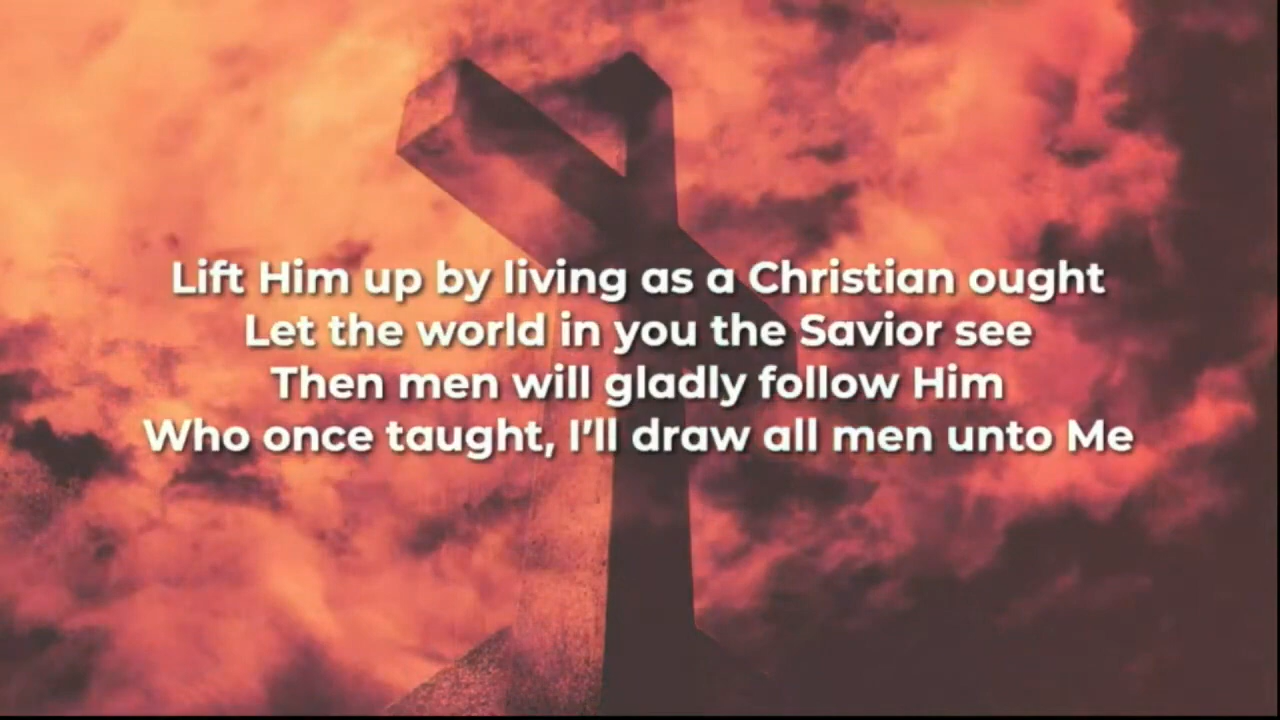 Lift Him up by living as a Christian ought
Let the world in you the Savior see
Then men will gladly follow Him
Who once taught, I'll draw all men unto Me